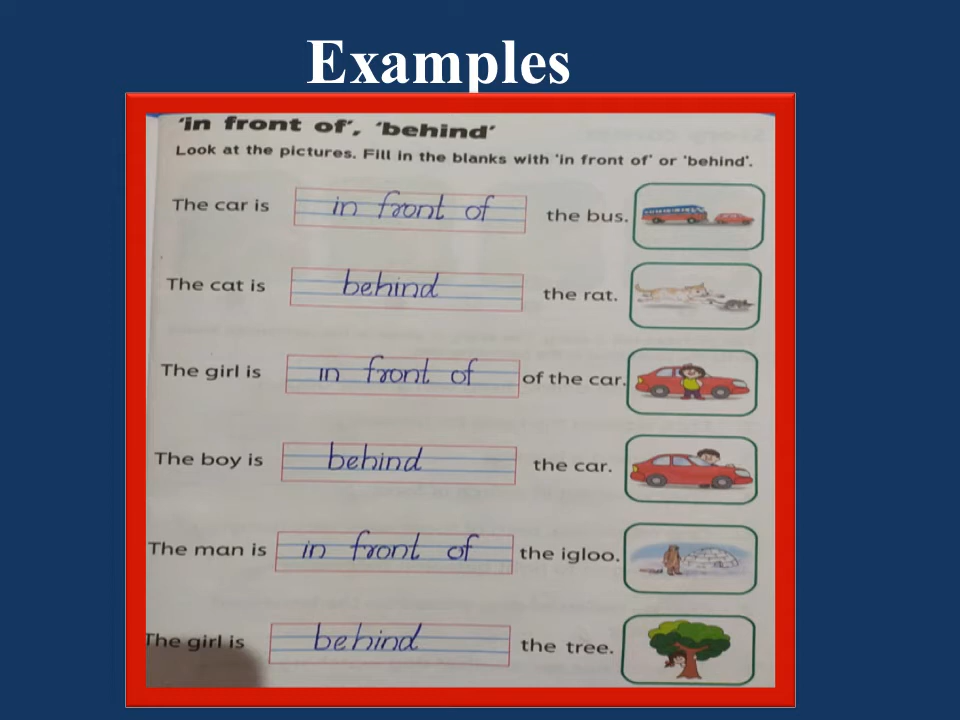 Examples
'in front of', 'behind'
Look at the pictures. Fill in the blanks with 'in front of' or 'behind'.
The car is in front of the bus.
The cat is behind the rat.
The girl is in front of of the car.
The boy is behind the car.
The man is in front of the igloo.
The girl is behind the tree.